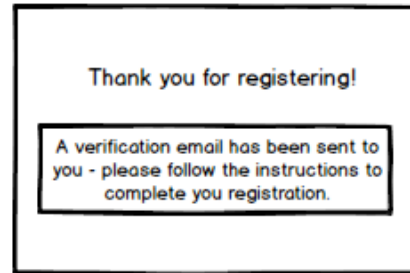 Thank you for registering!
A verification email has been sent to
you - please follow the instructions to
complete you registration.